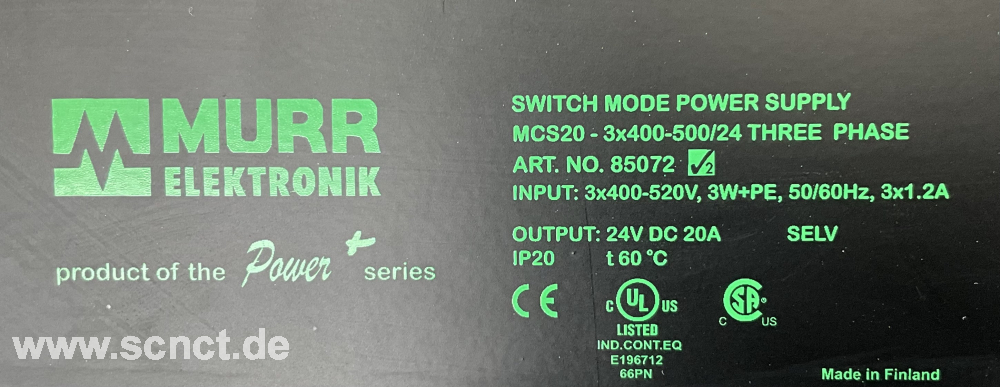 MURR
ELEKTRONIK
product of the Power+ series
SWITCH MODE POWER SUPPLY
MCS20 - 3x400-500/24 THREE PHASE
ART. NO. 85072 ✓2
INPUT: 3x400-520V, 3W+PE, 50/60Hz, 3x1.2A
OUTPUT: 24V DC 20A SELV
IP20 t 60 °C
CE
C UL US
LISTED
IND.CONT.EQ
E196712
66PN
C SA® US
Made in Finland
www.scnct.de